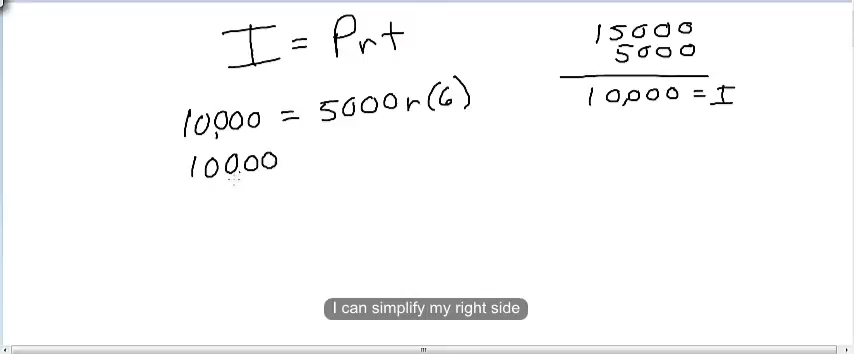 I = Prt
15000
5000
10,000 = I
10,000 = 5000r(6)
10000
I can simplify my right side